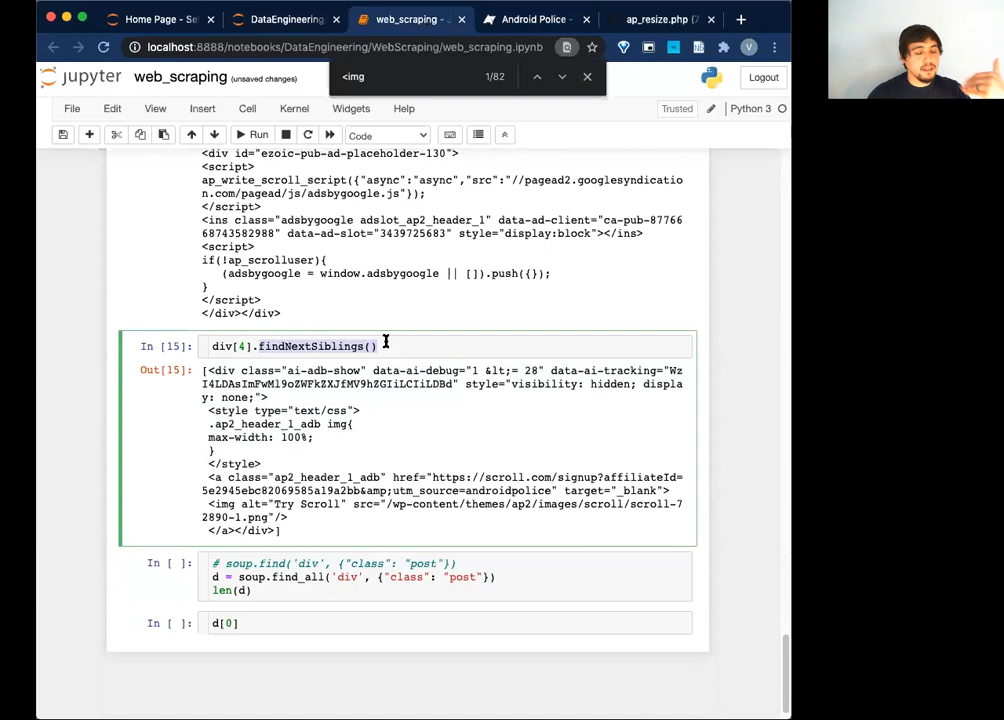 Home Page - Se
DataEngineering
web_scraping -
Android Police -
ap_resize.php (7
localhost:8888/notebooks/DataEngineering/WebScraping/web_scraping.ipynb
V
jupyter web_scraping (unsaved changes)
<img 1/82
Logout
File Edit View Insert Cell Kernel Widgets Help
Trusted Python 3
Run Code
<div id="ezoic-pub-ad-placeholder-130">
<script>
ap_write_scroll_script({"async":"async","src":"//pagead2.googlesyndicatio
n.com/pagead/js/adsbygoogle.js"});
</script>
<ins class="adsbygoogle adslot_ap2_header_1" data-ad-client="ca-pub-87766
68743582988" data-ad-slot="3439725683" style="display:block"></ins>
<script>
if(!ap_scrolluser){
(adsbygoogle = window.adsbygoogle || []).push({});
}
</script>
</div></div>
In [15]: div[4].findNextSiblings()
Out[15]: [<div class="ai-adb-show" data-ai-debug="1 &lt;= 28" data-ai-tracking="Wz
I4LDAsImFwMl9oZWFkZXJfMV9hZGIiLCIiLDBd" style="visibility: hidden; displa
y: none;">
<style type="text/css">
.ap2_header_1_adb img{
max-width: 100%;
}
</style>
<a class="ap2_header_1_adb" href="https://scroll.com/signup?affiliateId=
5e2945ebc82069585a19a2bb&amp;utm_source=androidpolice" target="_blank">
<img alt="Try Scroll" src="/wp-content/themes/ap2/images/scroll/scroll-7
2890-1.png"/>
</a></div>]
In [ ]: # soup.find('div', {"class": "post"})
d = soup.find_all('div', {"class": "post"})
len(d)
In [ ]: d[0]